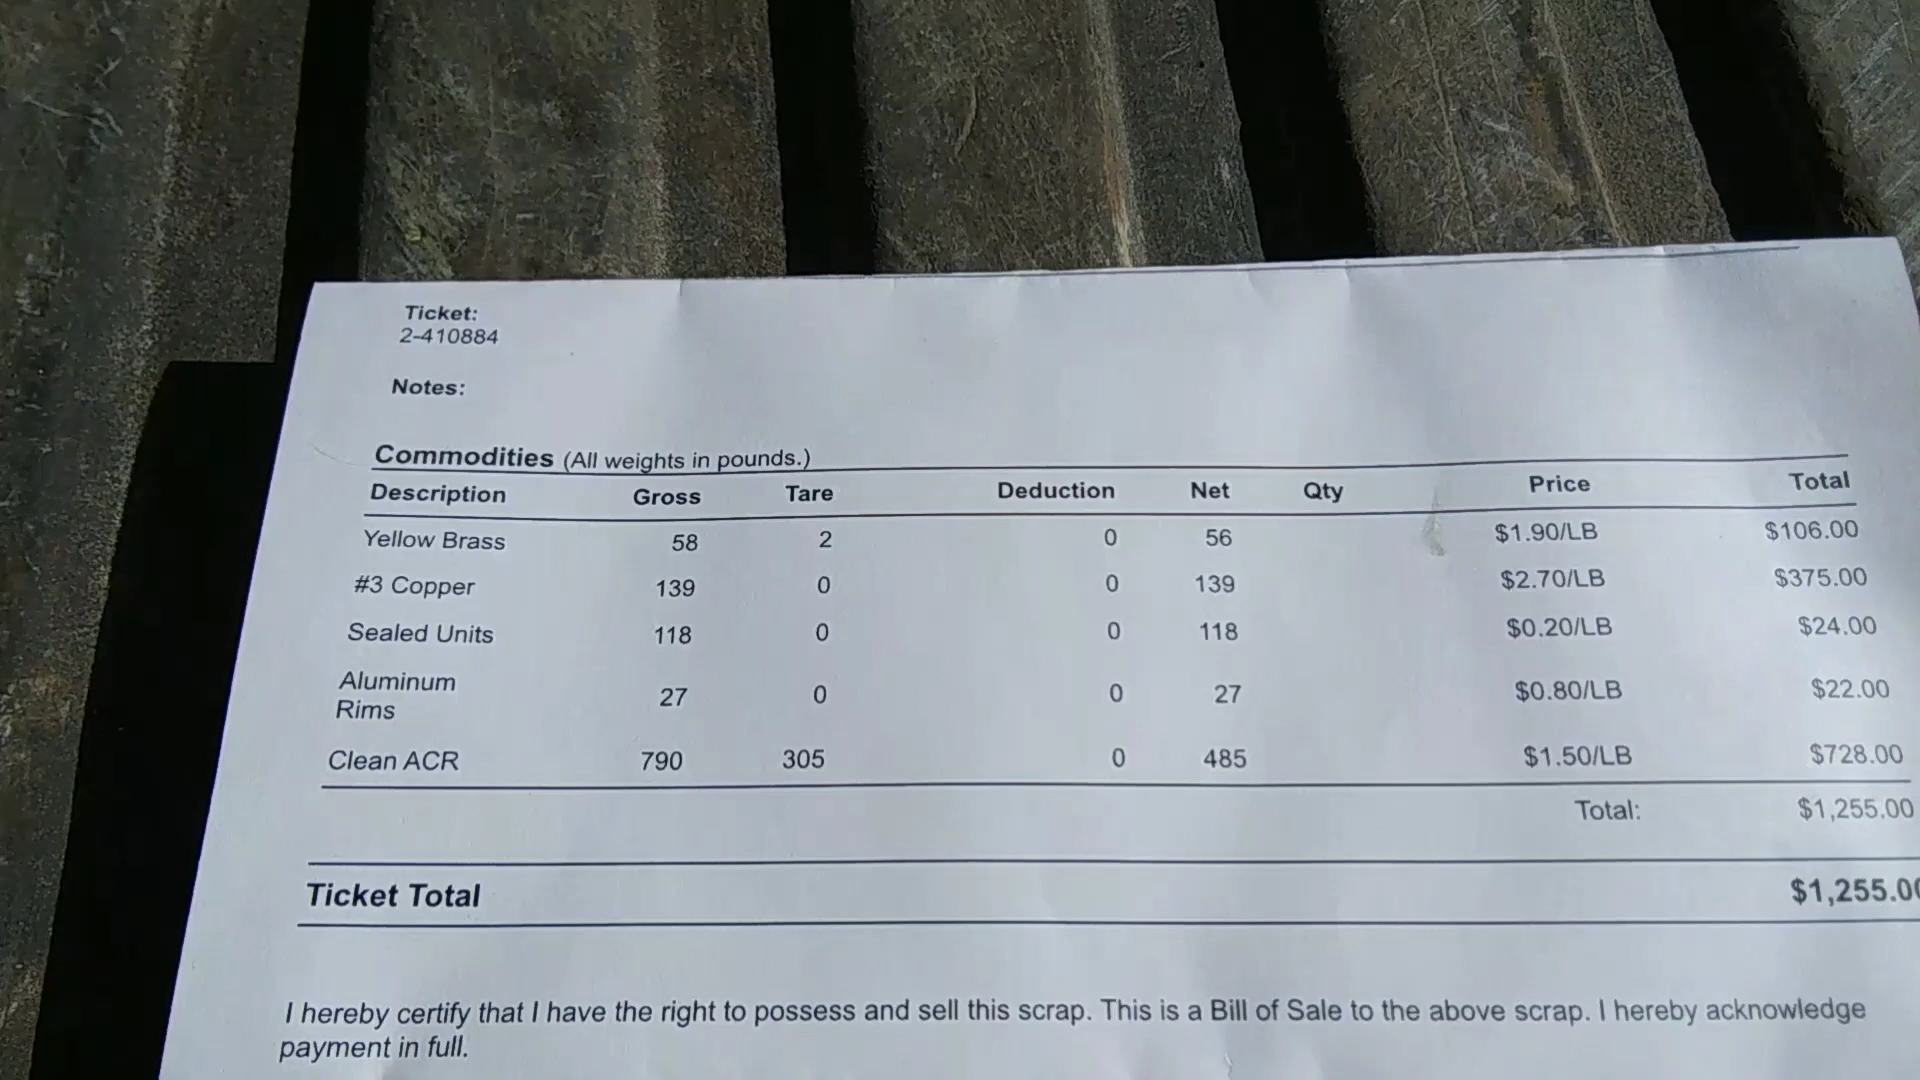 Ticket:
2-410884
Notes:
Commodities (All weights in pounds.)
Description Gross Tare Deduction Net Qty Price Total
Yellow Brass 58 2 0 56 $1.90/LB $106.00
#3 Copper 139 0 0 139 $2.70/LB $375.00
Sealed Units 118 0 0 118 $0.20/LB $24.00
Aluminum
Rims 27 0 0 27 $0.80/LB $22.00
Clean ACR 790 305 0 485 $1.50/LB $728.00
Total: $1,255.00
Ticket Total $1,255.00
I hereby certify that I have the right to possess and sell this scrap. This is a Bill of Sale to the above scrap. I hereby acknowledge
payment in full.